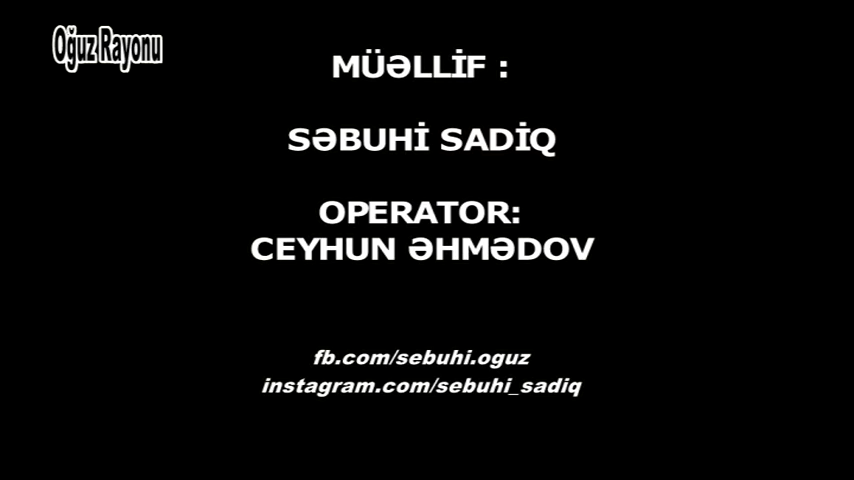 Oğuz Rayonu
MÜƏLLİF :
SƏBUHİ SADİQ
OPERATOR:
CEYHUN ƏHMƏDOV
fb.com/sebuhi.oguz
instagram.com/sebuhi_sadiq